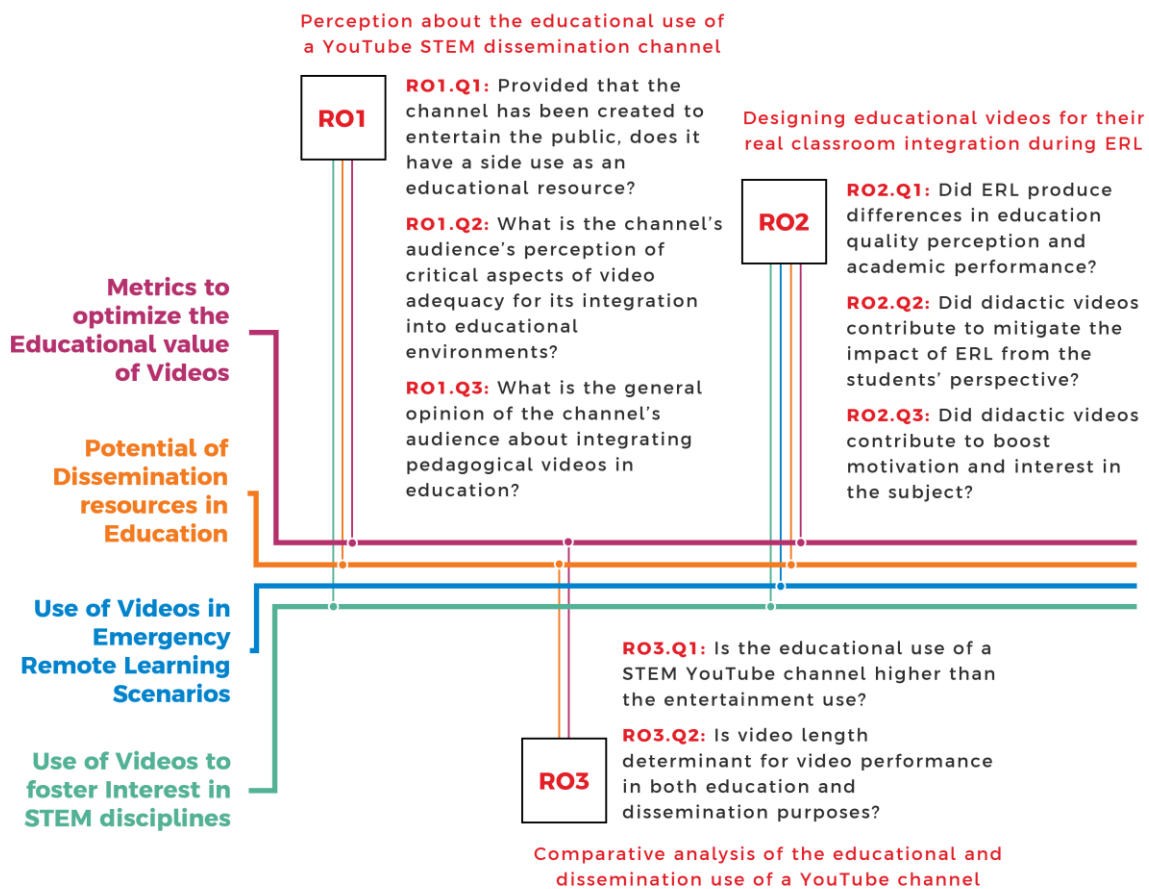 Perception about the educational use of
a YouTube STEM dissemination channel
RO1
RO1.Q1: Provided that the
channel has been created to
entertain the public, does it
have a side use as an
educational resource?
RO1.Q2: What is the channel's
audience's perception of
critical aspects of video
adequacy for its integration
into educational
environments?
RO1.Q3: What is the general
opinion of the channel's
audience about integrating
pedagogical videos in
education?
Designing educational videos for their
real classroom integration during ERL
RO2
RO2.Q1: Did ERL produce
differences in education
quality perception and
academic performance?
RO2.Q2: Did didactic videos
contribute to mitigate the
impact of ERL from the
students' perspective?
RO2.Q3: Did didactic videos
contribute to boost
motivation and interest in
the subject?
Metrics to
optimize the
Educational value
of Videos
Potential of
Dissemination
resources in
Education
Use of Videos in
Emergency
Remote Learning
Scenarios
Use of Videos to
foster Interest in
STEM disciplines
RO3
RO3.Q1: Is the educational use of a
STEM YouTube channel higher than
the entertainment use?
RO3.Q2: Is video length
determinant for video performance
in both education and
dissemination purposes?
Comparative analysis of the educational and
dissemination use of a YouTube channel